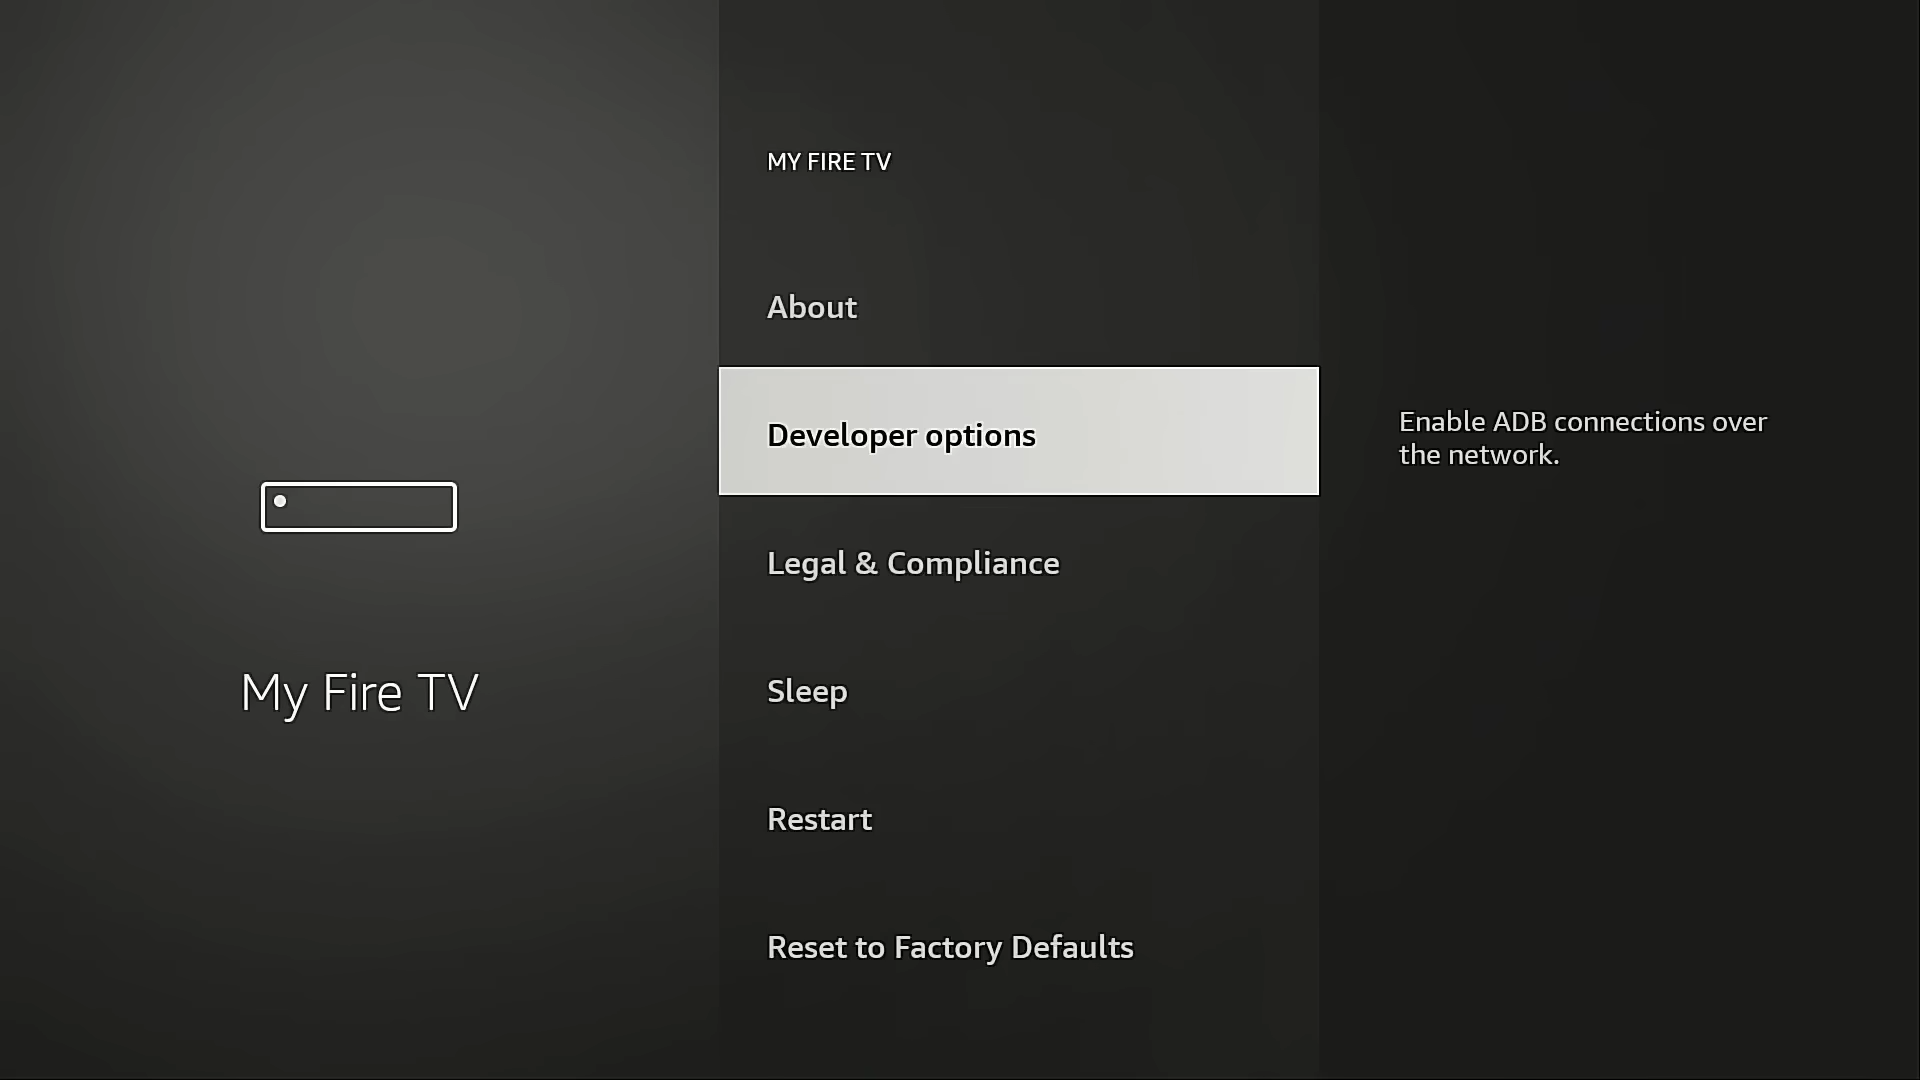 MY FIRE TV
About
Developer options
Enable ADB connections over
the network.
Legal & Compliance
Sleep
My Fire TV
Restart
Reset to Factory Defaults